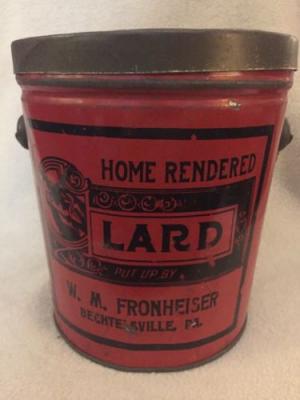 HOME RENDERED
LARD
PUT UP BY
W. M. FRONHEISER
BECHTELSVILLE, PA.